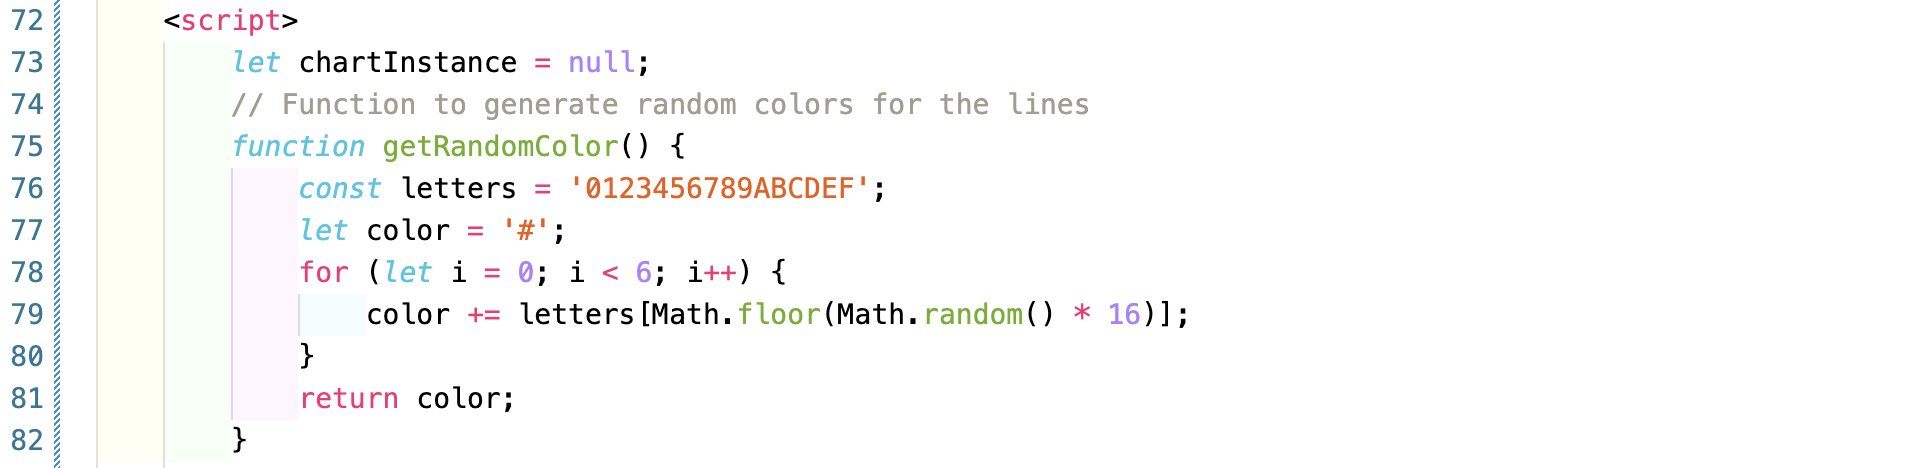 72 <script>
73 let chartInstance = null;
74 // Function to generate random colors for the lines
75 function getRandomColor() {
76 const letters = '0123456789ABCDEF';
77 let color = '#';
78 for (let i = 0; i < 6; i++) {
79 color += letters[Math.floor(Math.random() * 16)];
80 }
81 return color;
82 }